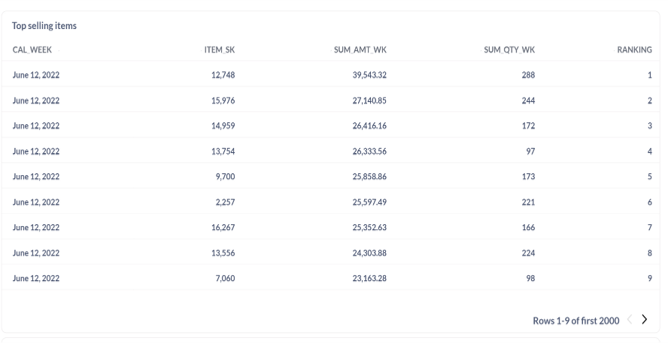 Top selling items
CAL_WEEK ITEM_SK SUM_AMT_WK SUM_QTY_WK RANKING
June 12, 2022 12,748 39,543.32 288 1
June 12, 2022 15,976 27,140.85 244 2
June 12, 2022 14,959 26,416.16 172 3
June 12, 2022 13,754 26,333.56 97 4
June 12, 2022 9,700 25,858.86 173 5
June 12, 2022 2,257 25,597.49 221 6
June 12, 2022 16,267 25,352.63 166 7
June 12, 2022 13,556 24,303.88 224 8
June 12, 2022 7,060 23,163.28 98 9
Rows 1-9 of first 2000